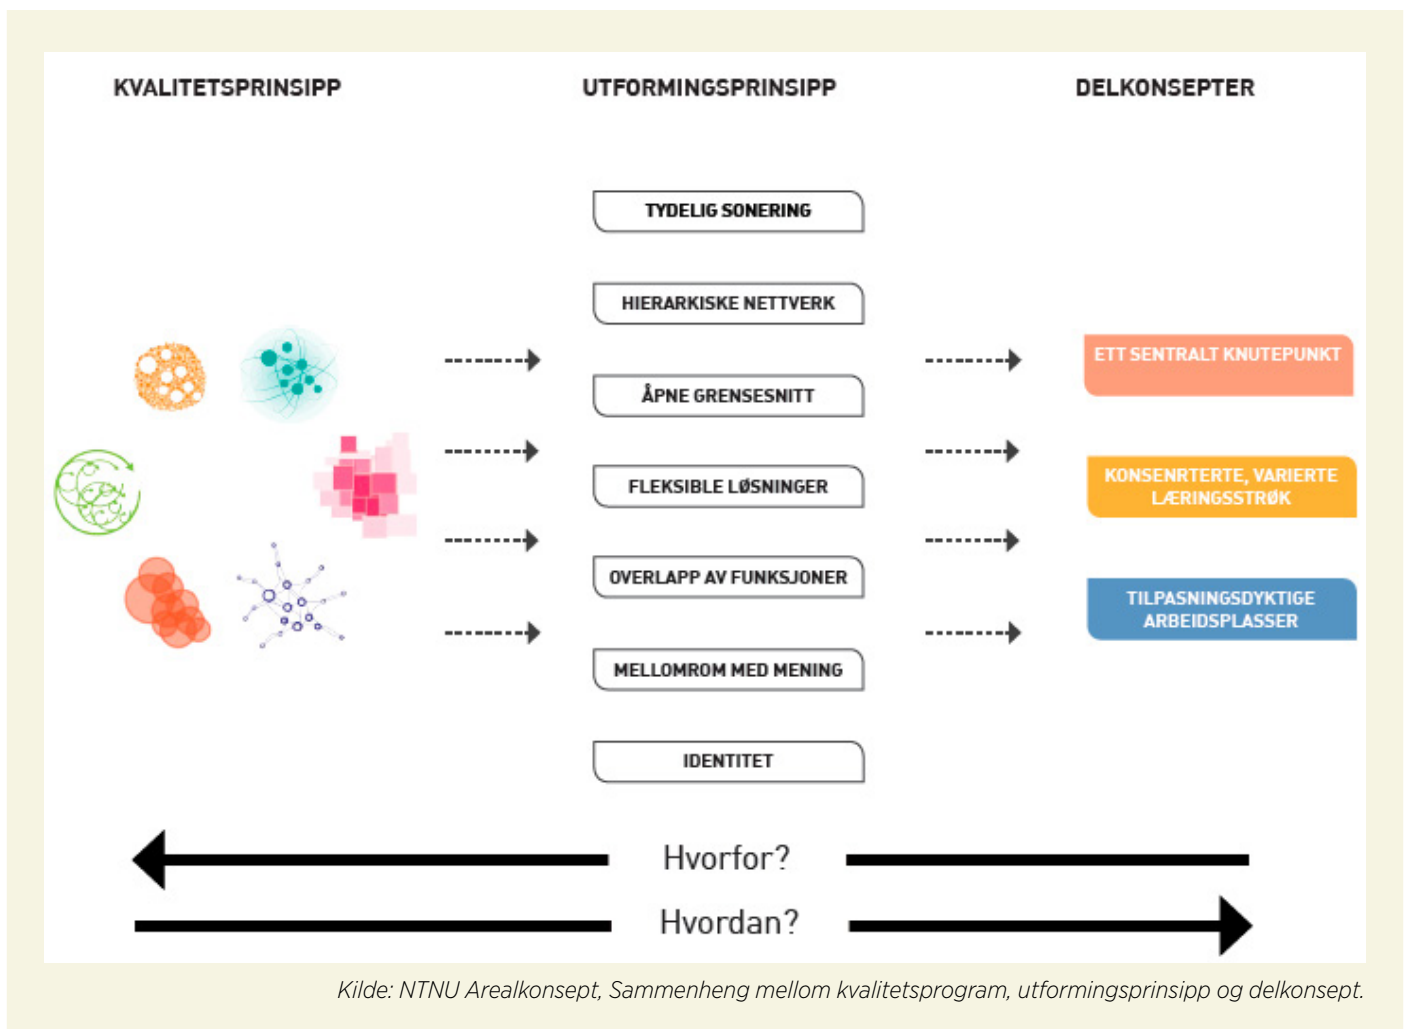 KVALITETSPRINSIPP
UTFORMINGSPRINSIPP
DELKONSEPTER
TYDELIG SONERING
HIERARKISKE NETTVERK
ÅPNE GRENSESNITT
FLEKSIBLE LØSNINGER
OVERLAPP AV FUNKSJONER
MELLOMROM MED MENING
IDENTITET
ETT SENTRALT KNUTEPUNKT
KONSENRTERTE, VARIERTE
LÆRINGSSTRØK
TILPASNINGSDYKTIGE
ARBEIDSPLASSER
Hvorfor?
Hvordan?
Kilde: NTNU Arealkonsept, Sammenheng mellom kvalitetsprogram, utformingsprinsipp og delkonsept.